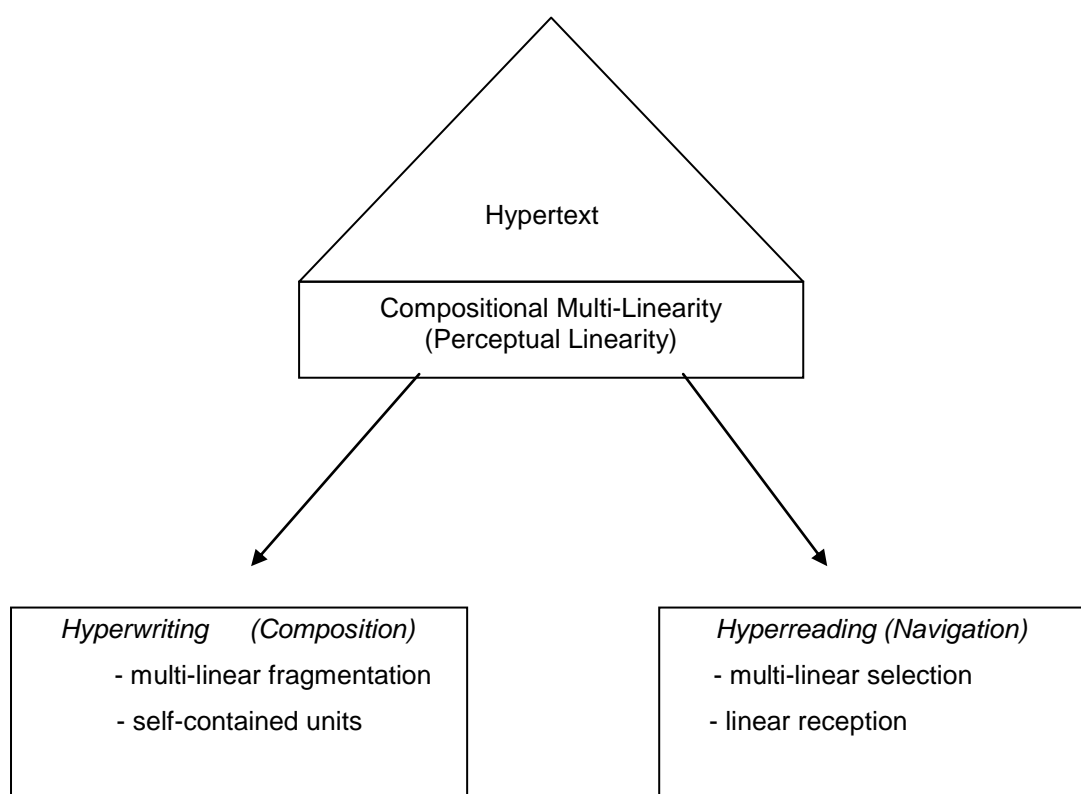 Hypertext
Compositional Multi-Linearity
(Perceptual Linearity)
Hyperwriting (Composition)
- multi-linear fragmentation
- self-contained units
Hyperreading (Navigation)
- multi-linear selection
- linear reception